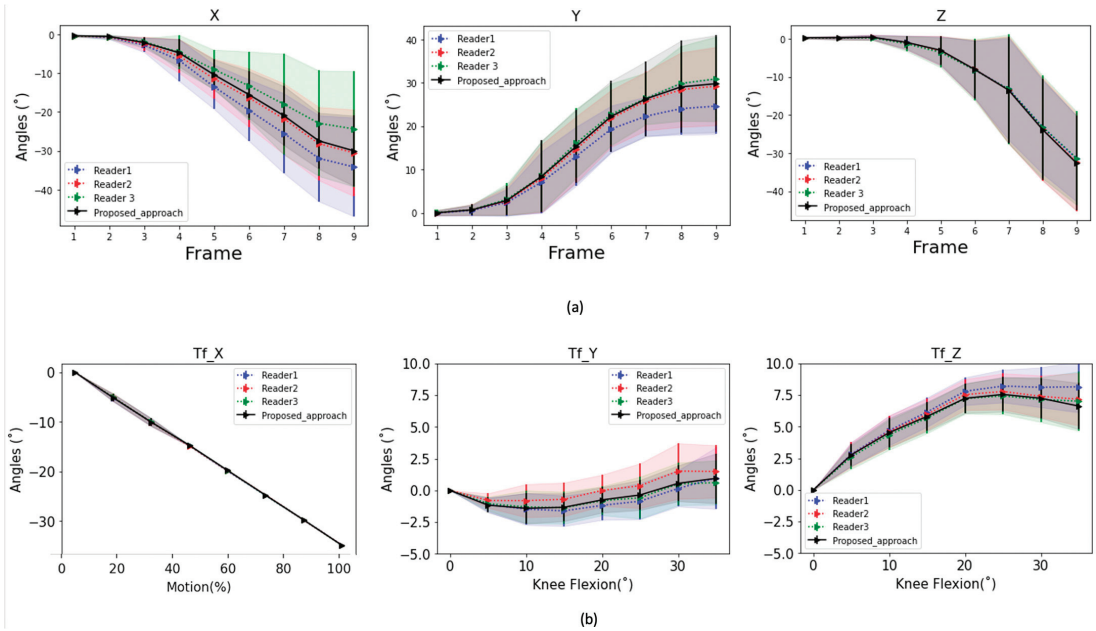 X
Angles (°)
0
−10
−20
−30
−40
Reader1
Reader2
Reader 3
Proposed_approach
1 2 3 4 5 6 7 8 9
Frame
Y
Angles (°)
40
30
20
10
0
Reader1
Reader2
Reader 3
Proposed_approach
1 2 3 4 5 6 7 8 9
Frame
Z
Angles (°)
0
−10
−20
−30
−40
Reader1
Reader2
Reader 3
Proposed_approach
1 2 3 4 5 6 7 8 9
Frame
(a)
Tf_X
Angles (°)
0
−10
−20
−30
Reader1
Reader2
Reader3
Proposed_approach
0 20 40 60 80 100
Motion(%)
Tf_Y
Angles (°)
10.0
7.5
5.0
2.5
0.0
−2.5
−5.0
Reader1
Reader2
Reader3
Proposed_approach
0 10 20 30
Knee Flexion(°)
Tf_Z
Angles (°)
10.0
7.5
5.0
2.5
0.0
−2.5
5.0
Reader1
Reader2
Reader3
Proposed_approach
0 10 20 30
Knee Flexion(°)
(b)